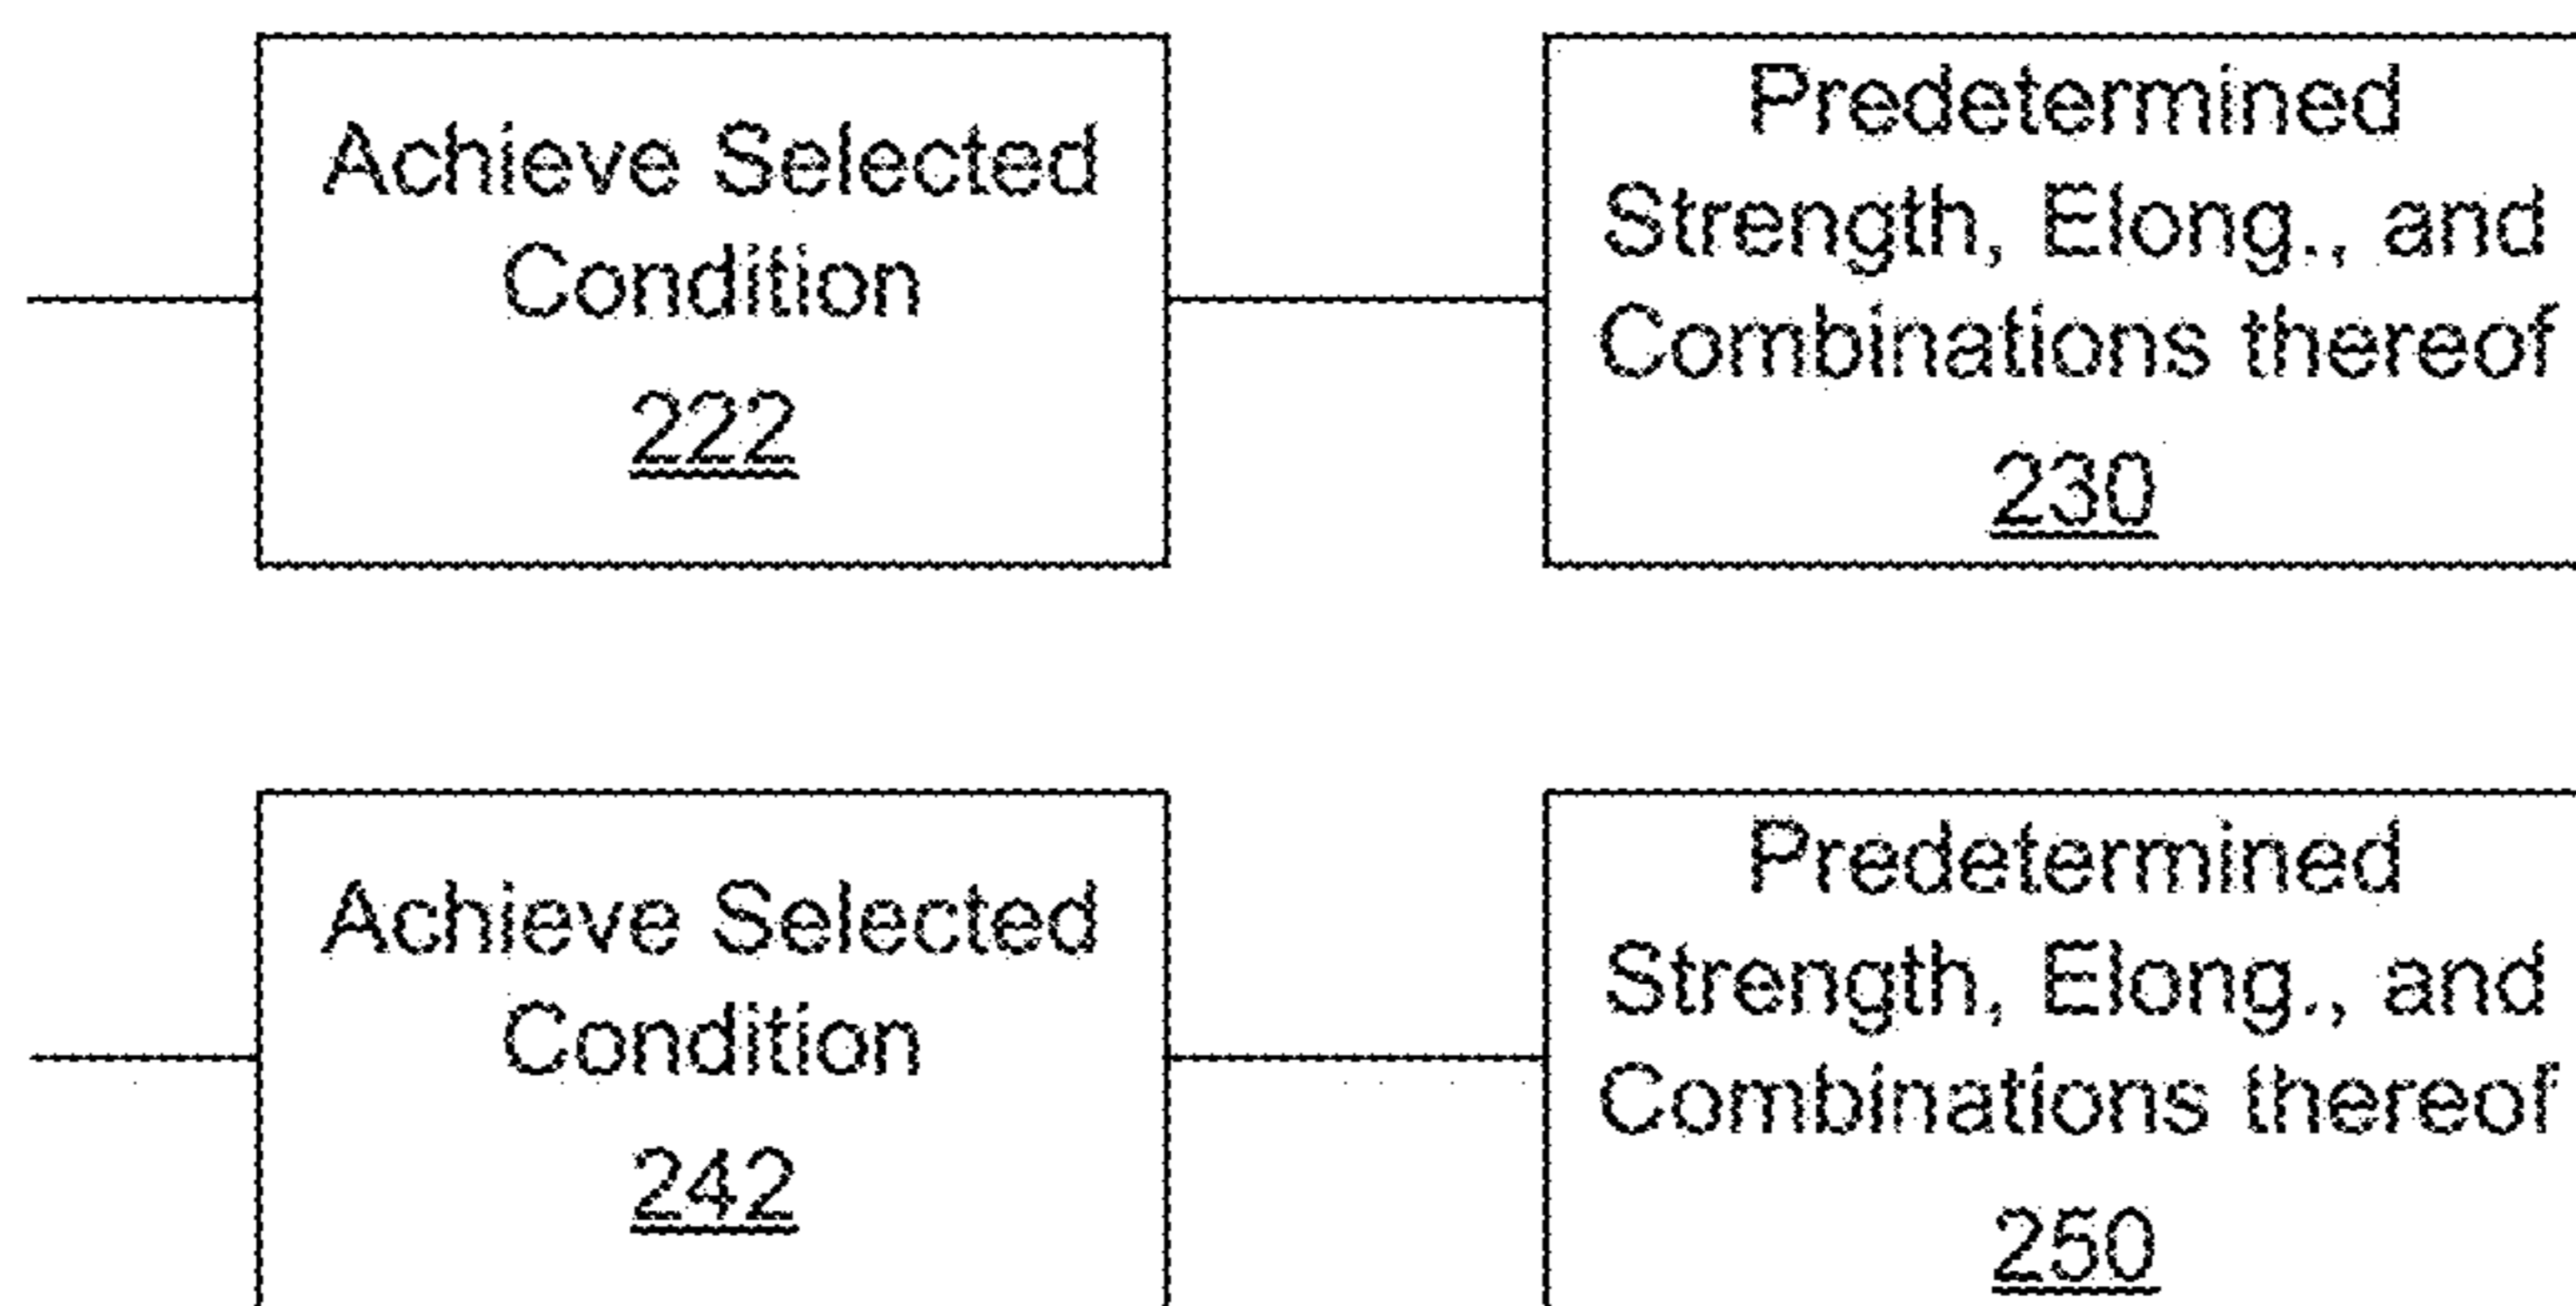 Achieve Selected
Condition
222
Predetermined
Strength, Elong., and
Combinations thereof
230
Achieve Selected
Condition
242
Predetermined
Strength, Elong., and
Combinations thereof
250